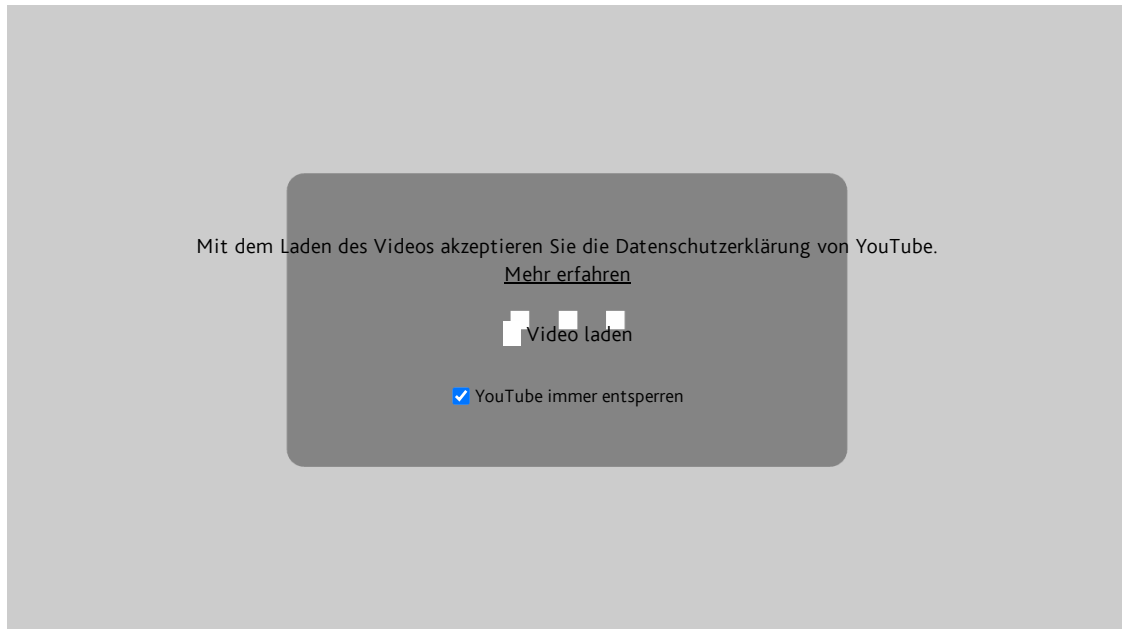 Mit dem Laden des Videos akzeptieren Sie die Datenschutzerklärung von YouTube.
Mehr erfahren
Video laden
YouTube immer entsperren